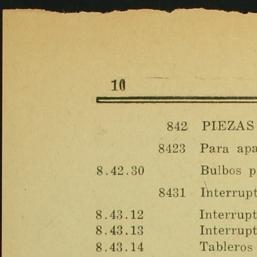 10
842 PIEZAS
8423 Para apa
8.42.30 Bulbos p
8431 Interrupt
8.43.12 Interrupt
8.43.13 Interrupt
8.43.14 Tableros